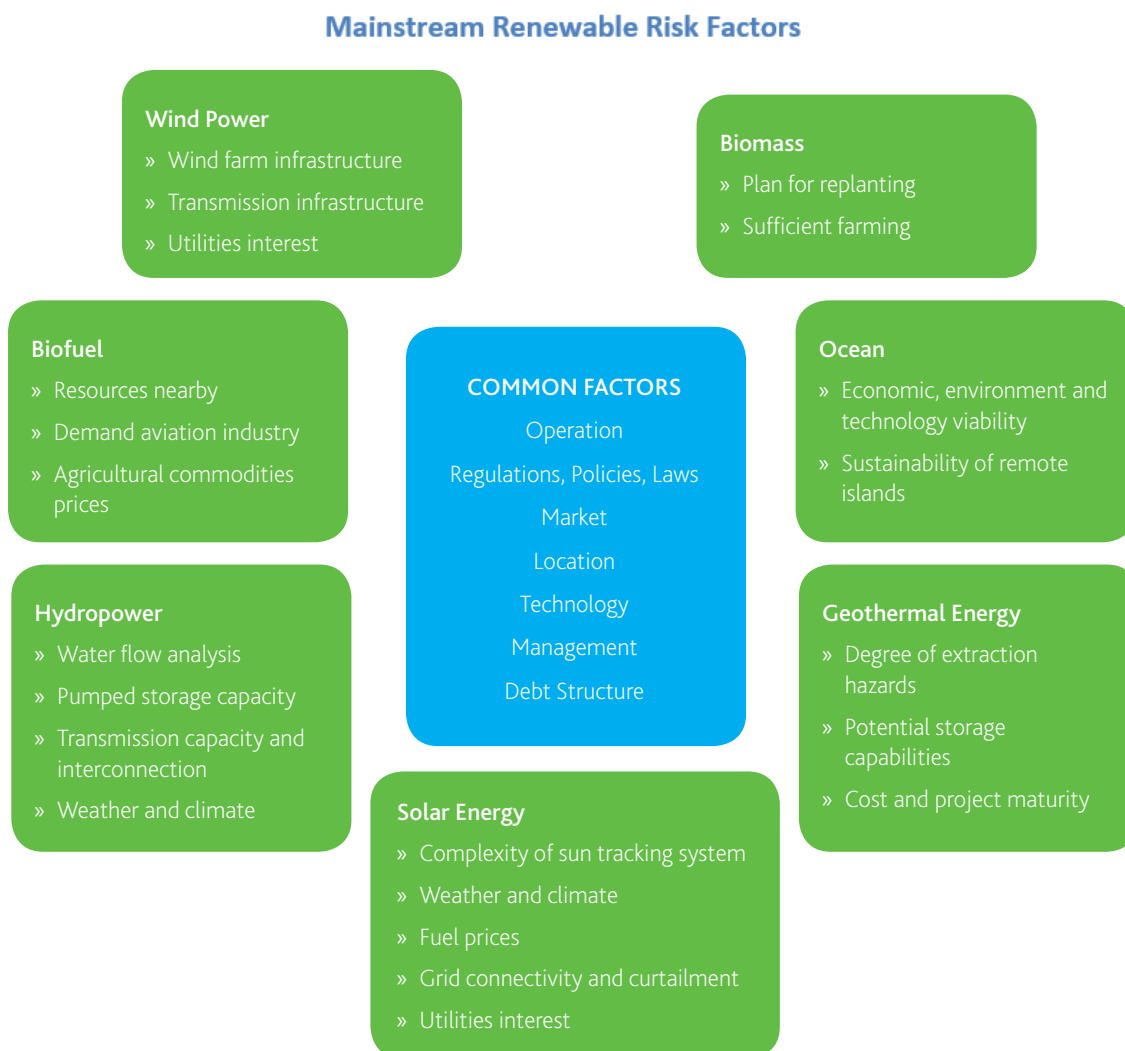 Mainstream Renewable Risk Factors
Wind Power
» Wind farm infrastructure
» Transmission infrastructure
» Utilities interest
Biomass
» Plan for replanting
» Sufficient farming
Biofuel
» Resources nearby
» Demand aviation industry
» Agricultural commodities
prices
COMMON FACTORS
Operation
Regulations, Policies, Laws
Market
Location
Technology
Management
Debt Structure
Ocean
» Economic, environment and
technology viability
» Sustainability of remote
islands
Hydropower
» Water flow analysis
» Pumped storage capacity
» Transmission capacity and
interconnection
» Weather and climate
Geothermal Energy
» Degree of extraction
hazards
» Potential storage
capabilities
» Cost and project maturity
Solar Energy
» Complexity of sun tracking system
» Weather and climate
» Fuel prices
» Grid connectivity and curtailment
» Utilities interest